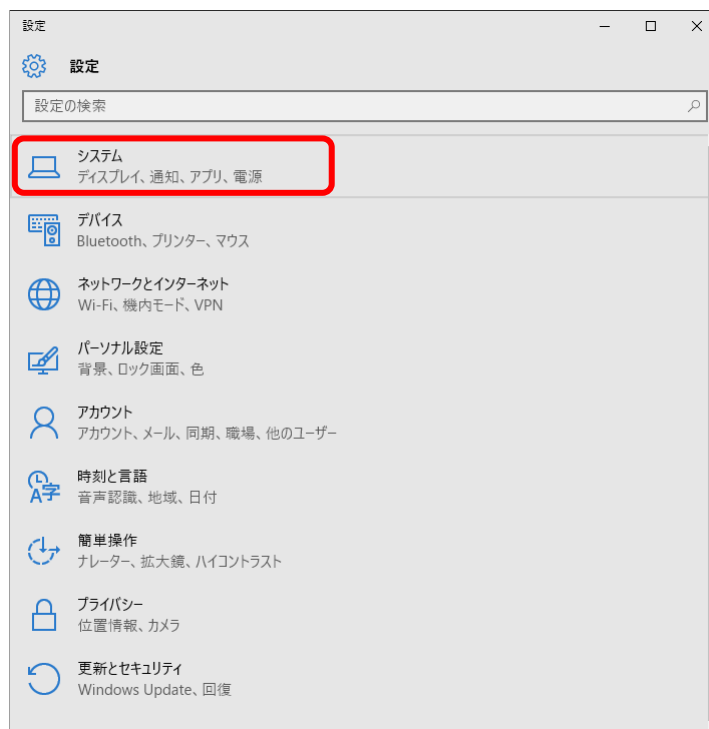 設定
設定
設定の検索
システム
ディスプレイ、通知、アプリ、電源
デバイス
Bluetooth、プリンター、マウス
ネットワークとインターネット
Wi-Fi、機内モード、VPN
パーソナル設定
背景、ロック画面、色
アカウント
アカウント、メール、同期、職場、他のユーザー
時刻と言語
音声認識、地域、日付
簡単操作
ナレーター、拡大鏡、ハイコントラスト
プライバシー
位置情報、カメラ
更新とセキュリティ
Windows Update、回復